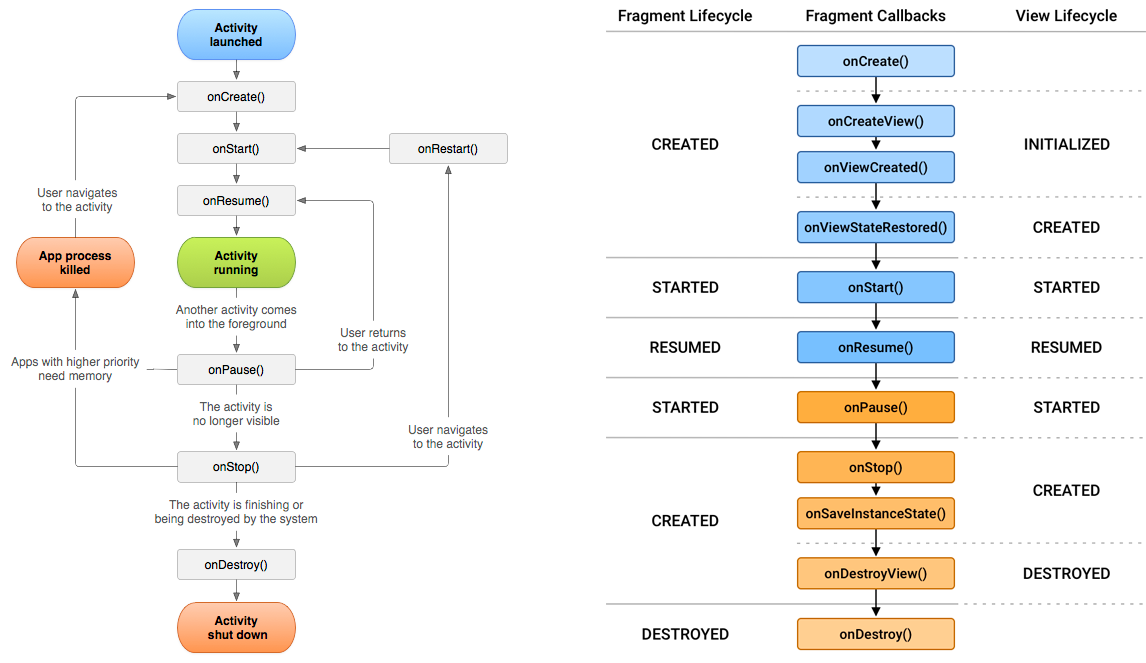 Activity
launched
onCreate()
onStart()
onRestart()
onResume()
User navigates
to the activity
App process
killed
Activity
running
Another activity comes
into the foreground
User returns
to the activity
Apps with higher priority
need memory
onPause()
The activity is
no longer visible
User navigates
to the activity
onStop()
The activity is finishing or
being destroyed by the system
onDestroy()
Activity
shut down
Fragment Lifecycle
Fragment Callbacks
View Lifecycle
onCreate()
CREATED
onCreateView()
INITIALIZED
onViewCreated()
onViewStateRestored()
CREATED
STARTED
onStart()
STARTED
RESUMED
onResume()
RESUMED
STARTED
onPause()
STARTED
onStop()
CREATED
onSaveInstanceState()
CREATED
onDestroyView()
DESTROYED
DESTROYED
onDestroy()